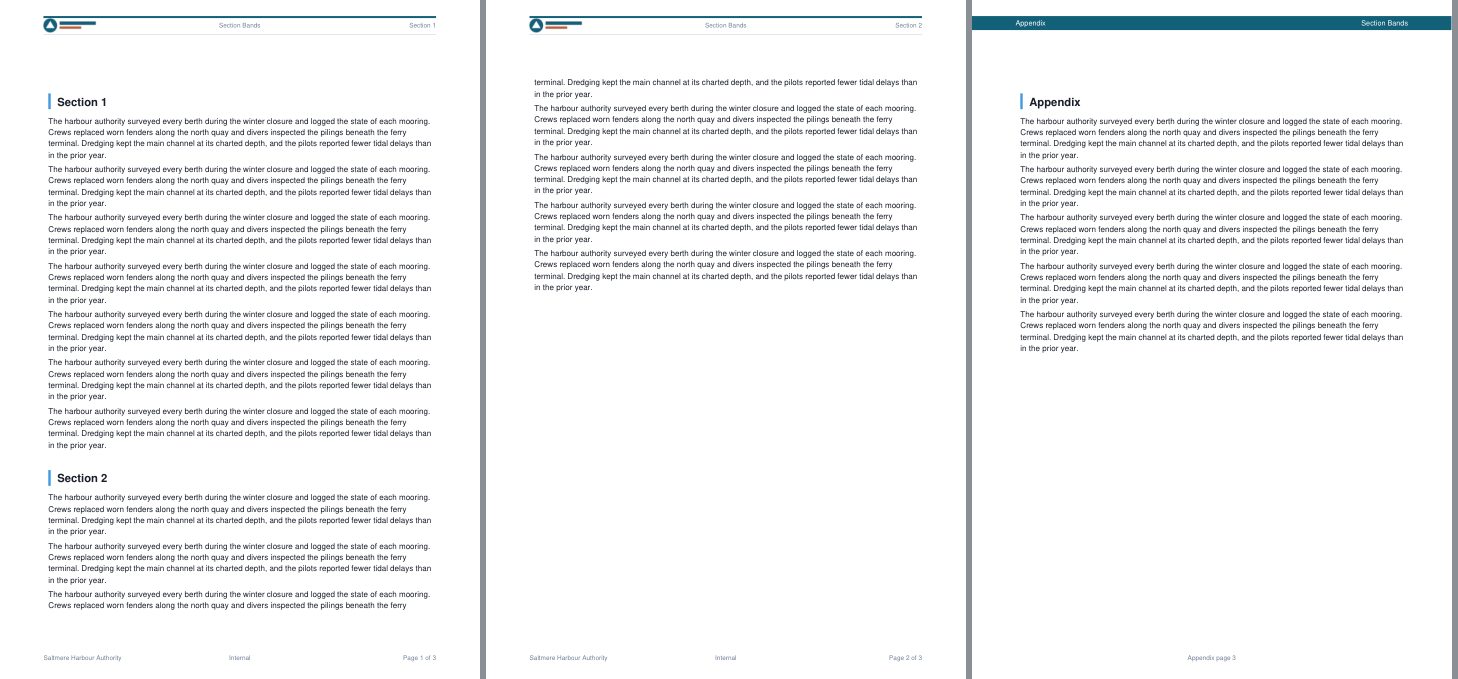 Section Bands
Section 1
Section 1
The harbour authority surveyed every berth during the winter closure and logged the state of each mooring.
Crews replaced worn fenders along the north quay and divers inspected the pilings beneath the ferry
terminal. Dredging kept the main channel at its charted depth, and the pilots reported fewer tidal delays than
in the prior year.
The harbour authority surveyed every berth during the winter closure and logged the state of each mooring.
Crews replaced worn fenders along the north quay and divers inspected the pilings beneath the ferry
terminal. Dredging kept the main channel at its charted depth, and the pilots reported fewer tidal delays than
in the prior year.
The harbour authority surveyed every berth during the winter closure and logged the state of each mooring.
Crews replaced worn fenders along the north quay and divers inspected the pilings beneath the ferry
terminal. Dredging kept the main channel at its charted depth, and the pilots reported fewer tidal delays than
in the prior year.
The harbour authority surveyed every berth during the winter closure and logged the state of each mooring.
Crews replaced worn fenders along the north quay and divers inspected the pilings beneath the ferry
terminal. Dredging kept the main channel at its charted depth, and the pilots reported fewer tidal delays than
in the prior year.
The harbour authority surveyed every berth during the winter closure and logged the state of each mooring.
Crews replaced worn fenders along the north quay and divers inspected the pilings beneath the ferry
terminal. Dredging kept the main channel at its charted depth, and the pilots reported fewer tidal delays than
in the prior year.
The harbour authority surveyed every berth during the winter closure and logged the state of each mooring.
Crews replaced worn fenders along the north quay and divers inspected the pilings beneath the ferry
terminal. Dredging kept the main channel at its charted depth, and the pilots reported fewer tidal delays than
in the prior year.
The harbour authority surveyed every berth during the winter closure and logged the state of each mooring.
Crews replaced worn fenders along the north quay and divers inspected the pilings beneath the ferry
terminal. Dredging kept the main channel at its charted depth, and the pilots reported fewer tidal delays than
in the prior year.
Section 2
The harbour authority surveyed every berth during the winter closure and logged the state of each mooring.
Crews replaced worn fenders along the north quay and divers inspected the pilings beneath the ferry
terminal. Dredging kept the main channel at its charted depth, and the pilots reported fewer tidal delays than
in the prior year.
The harbour authority surveyed every berth during the winter closure and logged the state of each mooring.
Crews replaced worn fenders along the north quay and divers inspected the pilings beneath the ferry
terminal. Dredging kept the main channel at its charted depth, and the pilots reported fewer tidal delays than
in the prior year.
The harbour authority surveyed every berth during the winter closure and logged the state of each mooring.
Crews replaced worn fenders along the north quay and divers inspected the pilings beneath the ferry
Saltmere Harbour Authority
Internal
Page 1 of 3
Section Bands
Section 2
terminal. Dredging kept the main channel at its charted depth, and the pilots reported fewer tidal delays than
in the prior year.
The harbour authority surveyed every berth during the winter closure and logged the state of each mooring.
Crews replaced worn fenders along the north quay and divers inspected the pilings beneath the ferry
terminal. Dredging kept the main channel at its charted depth, and the pilots reported fewer tidal delays than
in the prior year.
The harbour authority surveyed every berth during the winter closure and logged the state of each mooring.
Crews replaced worn fenders along the north quay and divers inspected the pilings beneath the ferry
terminal. Dredging kept the main channel at its charted depth, and the pilots reported fewer tidal delays than
in the prior year.
The harbour authority surveyed every berth during the winter closure and logged the state of each mooring.
Crews replaced worn fenders along the north quay and divers inspected the pilings beneath the ferry
terminal. Dredging kept the main channel at its charted depth, and the pilots reported fewer tidal delays than
in the prior year.
The harbour authority surveyed every berth during the winter closure and logged the state of each mooring.
Crews replaced worn fenders along the north quay and divers inspected the pilings beneath the ferry
terminal. Dredging kept the main channel at its charted depth, and the pilots reported fewer tidal delays than
in the prior year.
Saltmere Harbour Authority
Internal
Page 2 of 3
Appendix
Section Bands
Appendix
The harbour authority surveyed every berth during the winter closure and logged the state of each mooring.
Crews replaced worn fenders along the north quay and divers inspected the pilings beneath the ferry
terminal. Dredging kept the main channel at its charted depth, and the pilots reported fewer tidal delays than
in the prior year.
The harbour authority surveyed every berth during the winter closure and logged the state of each mooring.
Crews replaced worn fenders along the north quay and divers inspected the pilings beneath the ferry
terminal. Dredging kept the main channel at its charted depth, and the pilots reported fewer tidal delays than
in the prior year.
The harbour authority surveyed every berth during the winter closure and logged the state of each mooring.
Crews replaced worn fenders along the north quay and divers inspected the pilings beneath the ferry
terminal. Dredging kept the main channel at its charted depth, and the pilots reported fewer tidal delays than
in the prior year.
The harbour authority surveyed every berth during the winter closure and logged the state of each mooring.
Crews replaced worn fenders along the north quay and divers inspected the pilings beneath the ferry
terminal. Dredging kept the main channel at its charted depth, and the pilots reported fewer tidal delays than
in the prior year.
The harbour authority surveyed every berth during the winter closure and logged the state of each mooring.
Crews replaced worn fenders along the north quay and divers inspected the pilings beneath the ferry
terminal. Dredging kept the main channel at its charted depth, and the pilots reported fewer tidal delays than
in the prior year.
Appendix page 3